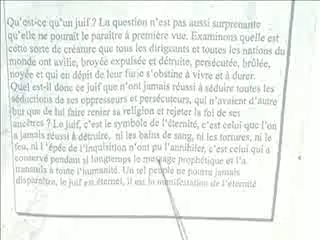 Qu'est-ce qu'un juif ? La question n'est pas aussi surprenante
qu'elle ne pourait le paraître à première vue. Examinons quelle est
cette sorte de créature que tous les dirigeants et toutes les nations du
monde ont avilie, broyée expulsée et détruite, persecutée, brûlée,
noyée et qui en dépit de leur furie s'obstine à vivre et à durer.
Quel est-il donc ce juif que n'ont jamais réussi à séduire toutes les
séductions de ses oppresseurs et persécuteurs, qui n'avaient d'autre
but que de lui faire renier sa religion et rejeter la foi de ses
ancêtres ? Le juif, c'est le symbole de l'éternité, c'est celui que l'on
a jamais réussi à détruire, ni les bains de sang, ni les tortures, ni le
feu, ni l'épée de l'inquisition n'ont pu l'annihiler, c'est celui qui a
conservé pendant si longtemps le message prophétique et l'a
transmis à toute l'humanité. Un tel peuple ne pourra jamais
disparaître, le juif en éternel, il est la manifestation de l'eternité